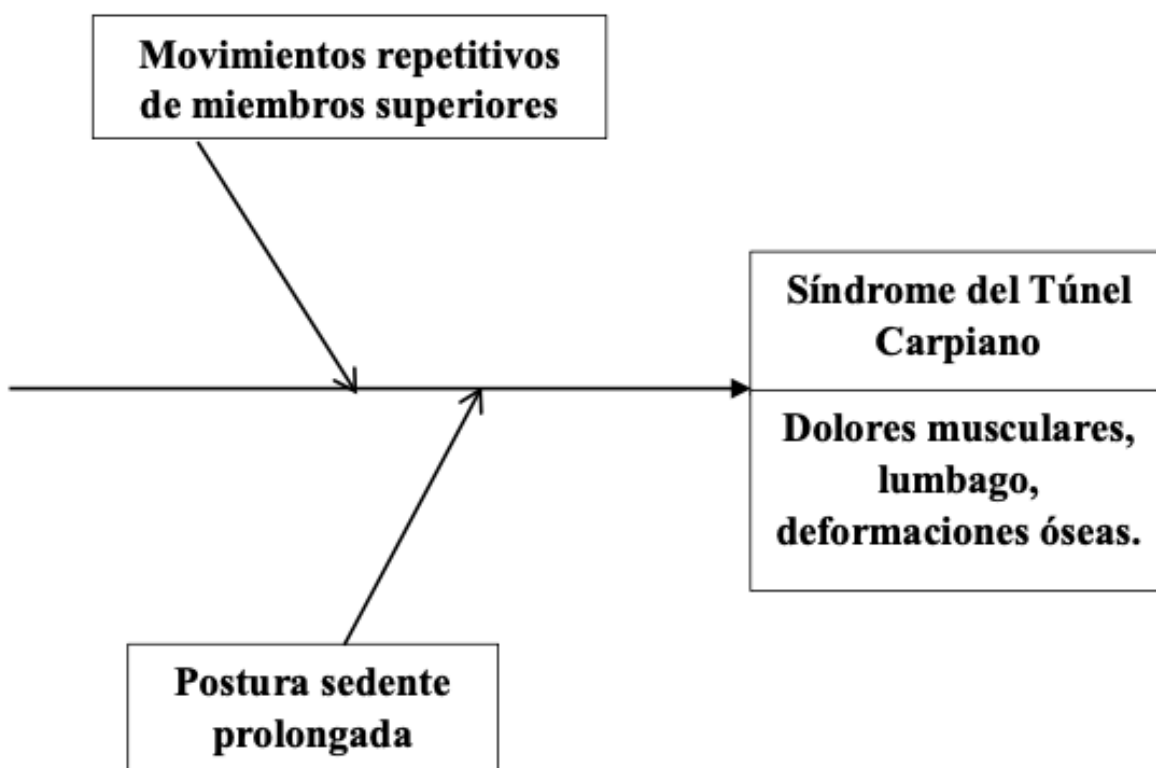 Movimientos repetitivos
de miembros superiores
Síndrome del Túnel
Carpiano
Dolores musculares,
lumbago,
deformaciones óseas.
Postura sedente
prolongada